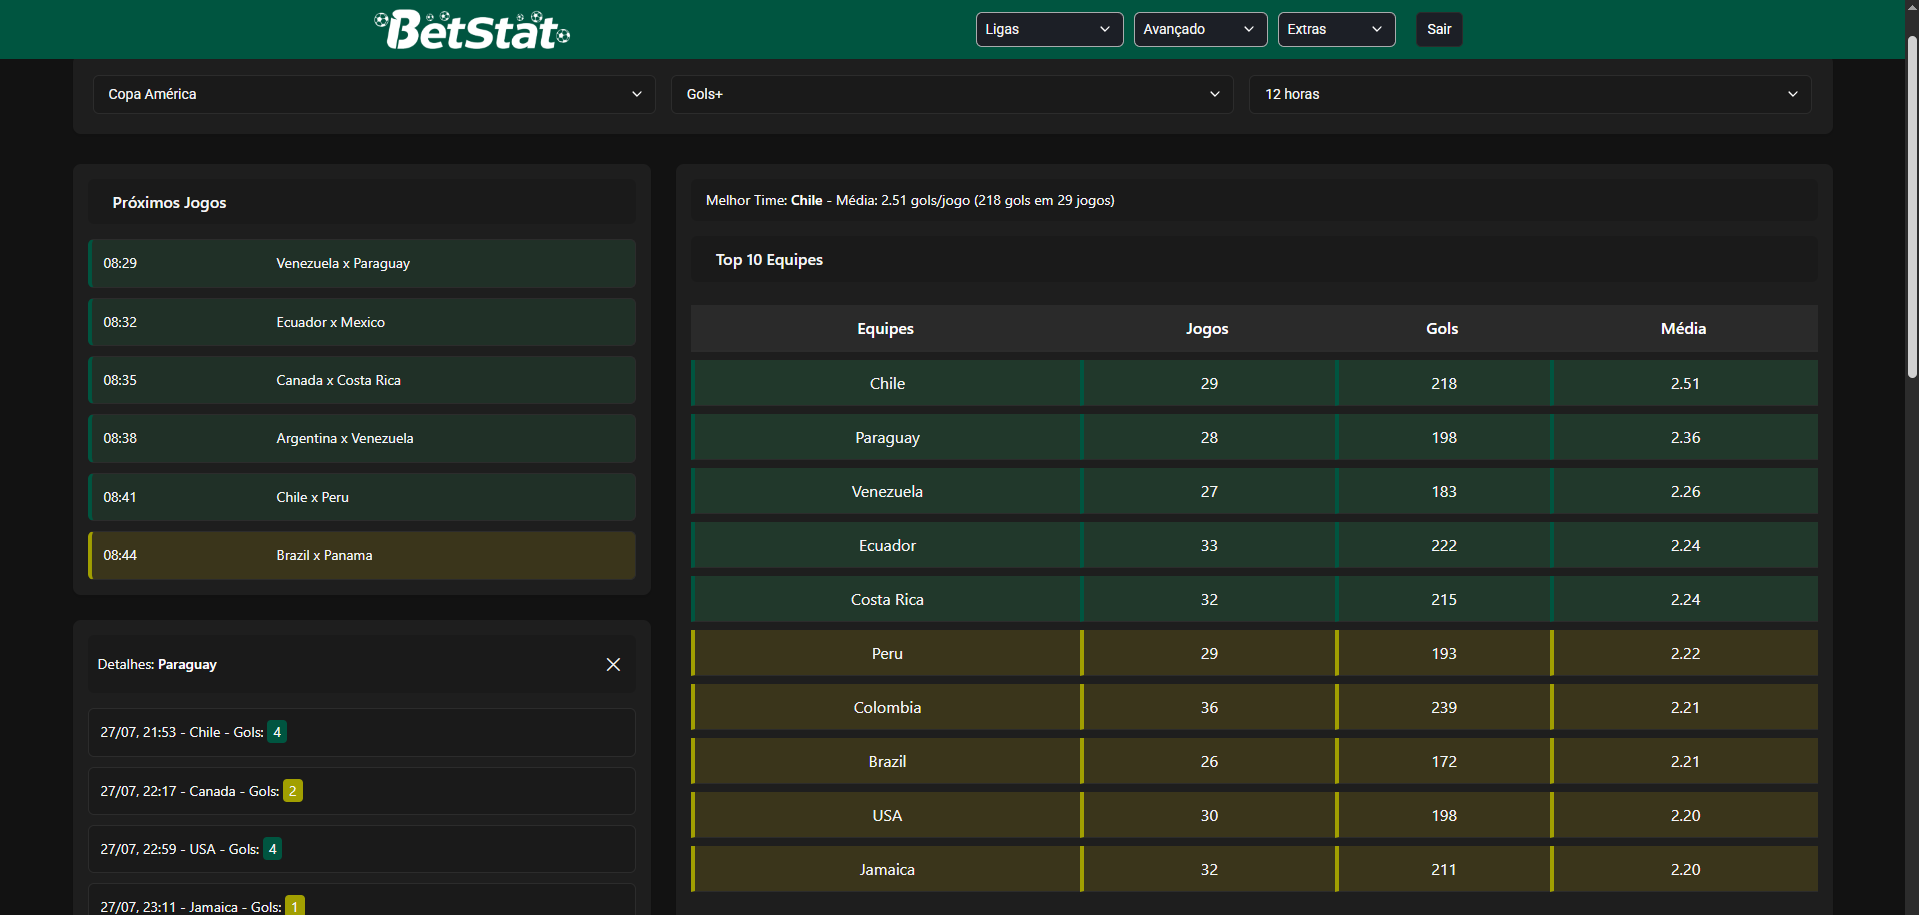 BetStat
Ligas
Avançado
Extras
Sair
Copa América
Gols+
12 horas
Próximos Jogos
08:29 Venezuela x Paraguay
08:32 Ecuador x Mexico
08:35 Canada x Costa Rica
08:38 Argentina x Venezuela
08:41 Chile x Peru
08:44 Brazil x Panama
Detalhes: Paraguay
27/07, 21:53 - Chile - Gols: 4
27/07, 22:17 - Canada - Gols: 2
27/07, 22:59 - USA - Gols: 4
27/07, 23:11 - Jamaica - Gols: 1
Melhor Time: Chile - Média: 2.51 gols/jogo (218 gols em 29 jogos)
Top 10 Equipes
Equipes Jogos Gols Média
Chile 29 218 2.51
Paraguay 28 198 2.36
Venezuela 27 183 2.26
Ecuador 33 222 2.24
Costa Rica 32 215 2.24
Peru 29 193 2.22
Colombia 36 239 2.21
Brazil 26 172 2.21
USA 30 198 2.20
Jamaica 32 211 2.20